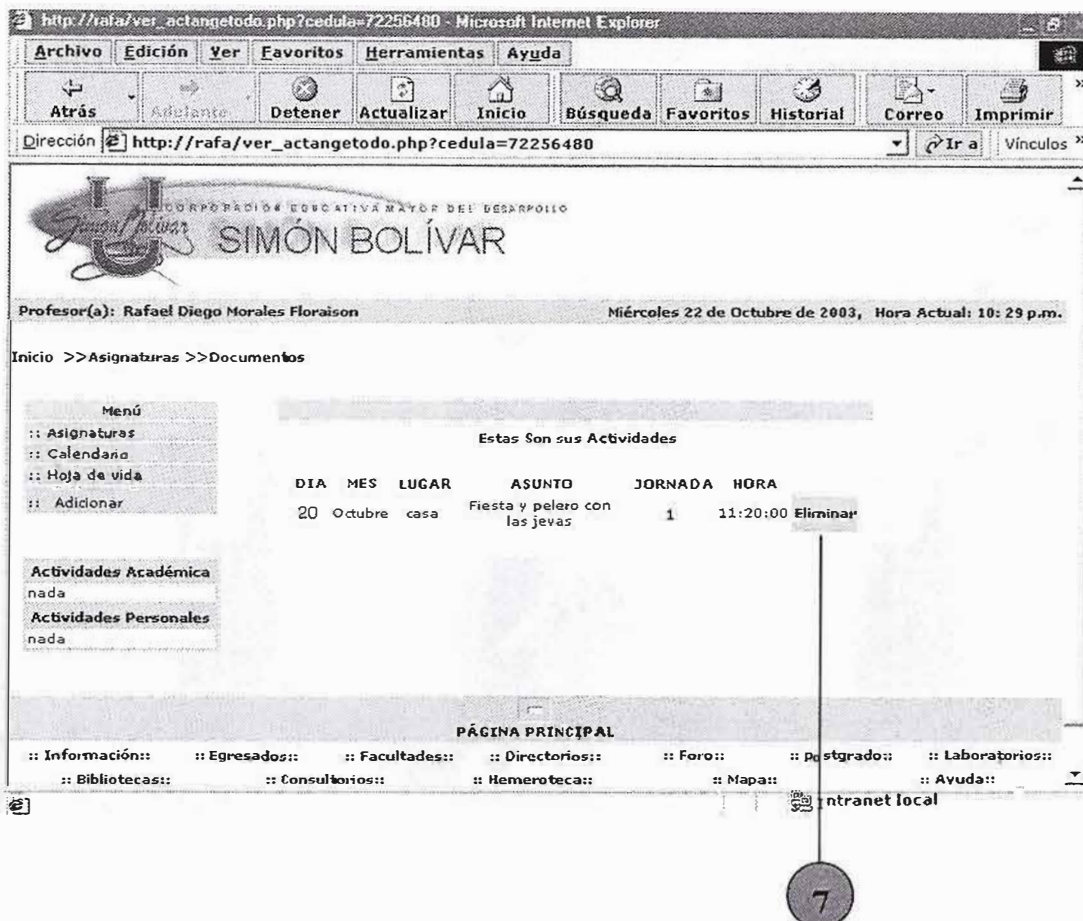 http://rafa/ver_actangetodo.php?cedula=72256480 - Microsoft Internet Explorer
Archivo Edición Ver Favoritos Herramientas Ayuda
Atrás Adelante Detener Actualizar Inicio Búsqueda Favoritos Historial Correo Imprimir »
Dirección http://rafa/ver_actangetodo.php?cedula=72256480 Ir a Vínculos »
CORPORACIÓN EDUCATIVA MAYOR DEL DESARROLLO
U Simón Bolívar SIMÓN BOLÍVAR
Profesor(a): Rafael Diego Morales Floraison Miércoles 22 de Octubre de 2003, Hora Actual: 10: 29 p.m.
Inicio >>Asignaturas >>Documentos
Menú
:: Asignaturas
:: Calendario
:: Hoja de vida
:: Adicionar
Estas Son sus Actividades
DIA MES LUGAR ASUNTO JORNADA HORA
20 Octubre casa Fiesta y pelero con las jevas 1 11:20:00 Eliminar
Actividades Académica
nada
Actividades Personales
nada
PÁGINA PRINCIPAL
:: Información:: :: Egresados:: :: Facultades:: :: Directorios:: :: Foro:: :: Postgrado:: :: Laboratorios::
:: Bibliotecas:: :: Consultorios:: :: Hemeroteca:: :: Mapa:: :: Ayuda::
Intranet local
7